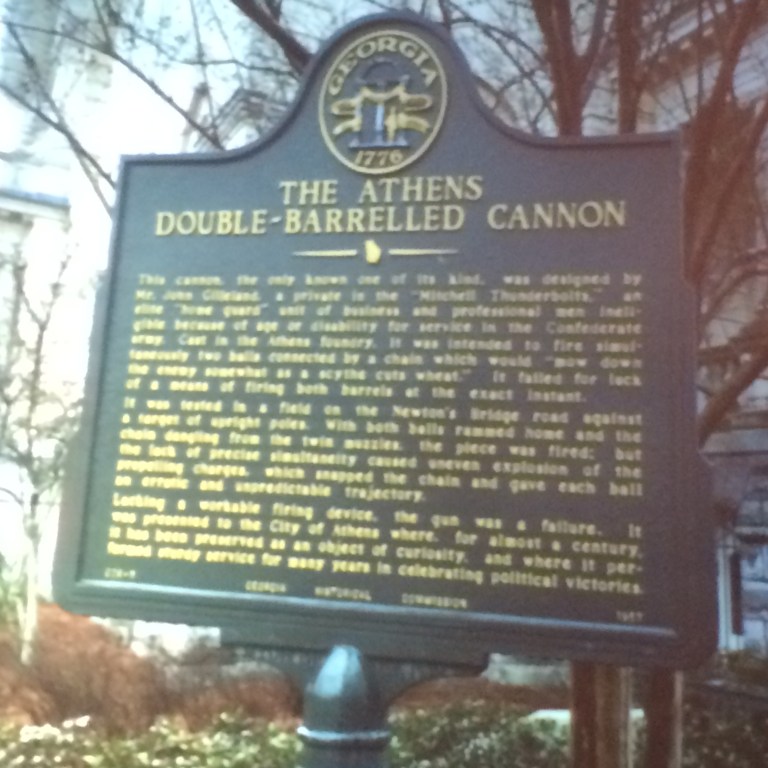 GEORGIA
1776
THE ATHENS
DOUBLE-BARRELLED CANNON
This cannon, the only known one of its kind, was designed by
Mr. John Gilleland, a private in the "Mitchell Thunderbolts," an
elite "home guard" unit of business and professional men ineli-
gible because of age or disability for service in the Confederate
army. Cast in the Athens foundry, it was intended to fire simul-
taneously two balls connected by a chain which would "mow down
the enemy somewhat as a scythe cuts wheat." It failed for lack
of a means of firing both barrels at the exact instant.
It was tested in a field on the Newton's Bridge road against
a target of upright poles. With both balls rammed home and the
chain dangling from the twin muzzles, the piece was fired; but
the lack of precise simultaneity caused uneven explosion of the
propelling charges, which snapped the chain and gave each ball
an erratic and unpredictable trajectory.
Lacking a workable firing device, the gun was a failure. It
was presented to the City of Athens where, for almost a century,
it has been preserved as an object of curiosity, and where it per-
formed sturdy service for many years in celebrating political victories.
GEORGIA HISTORICAL COMMISSION 1957